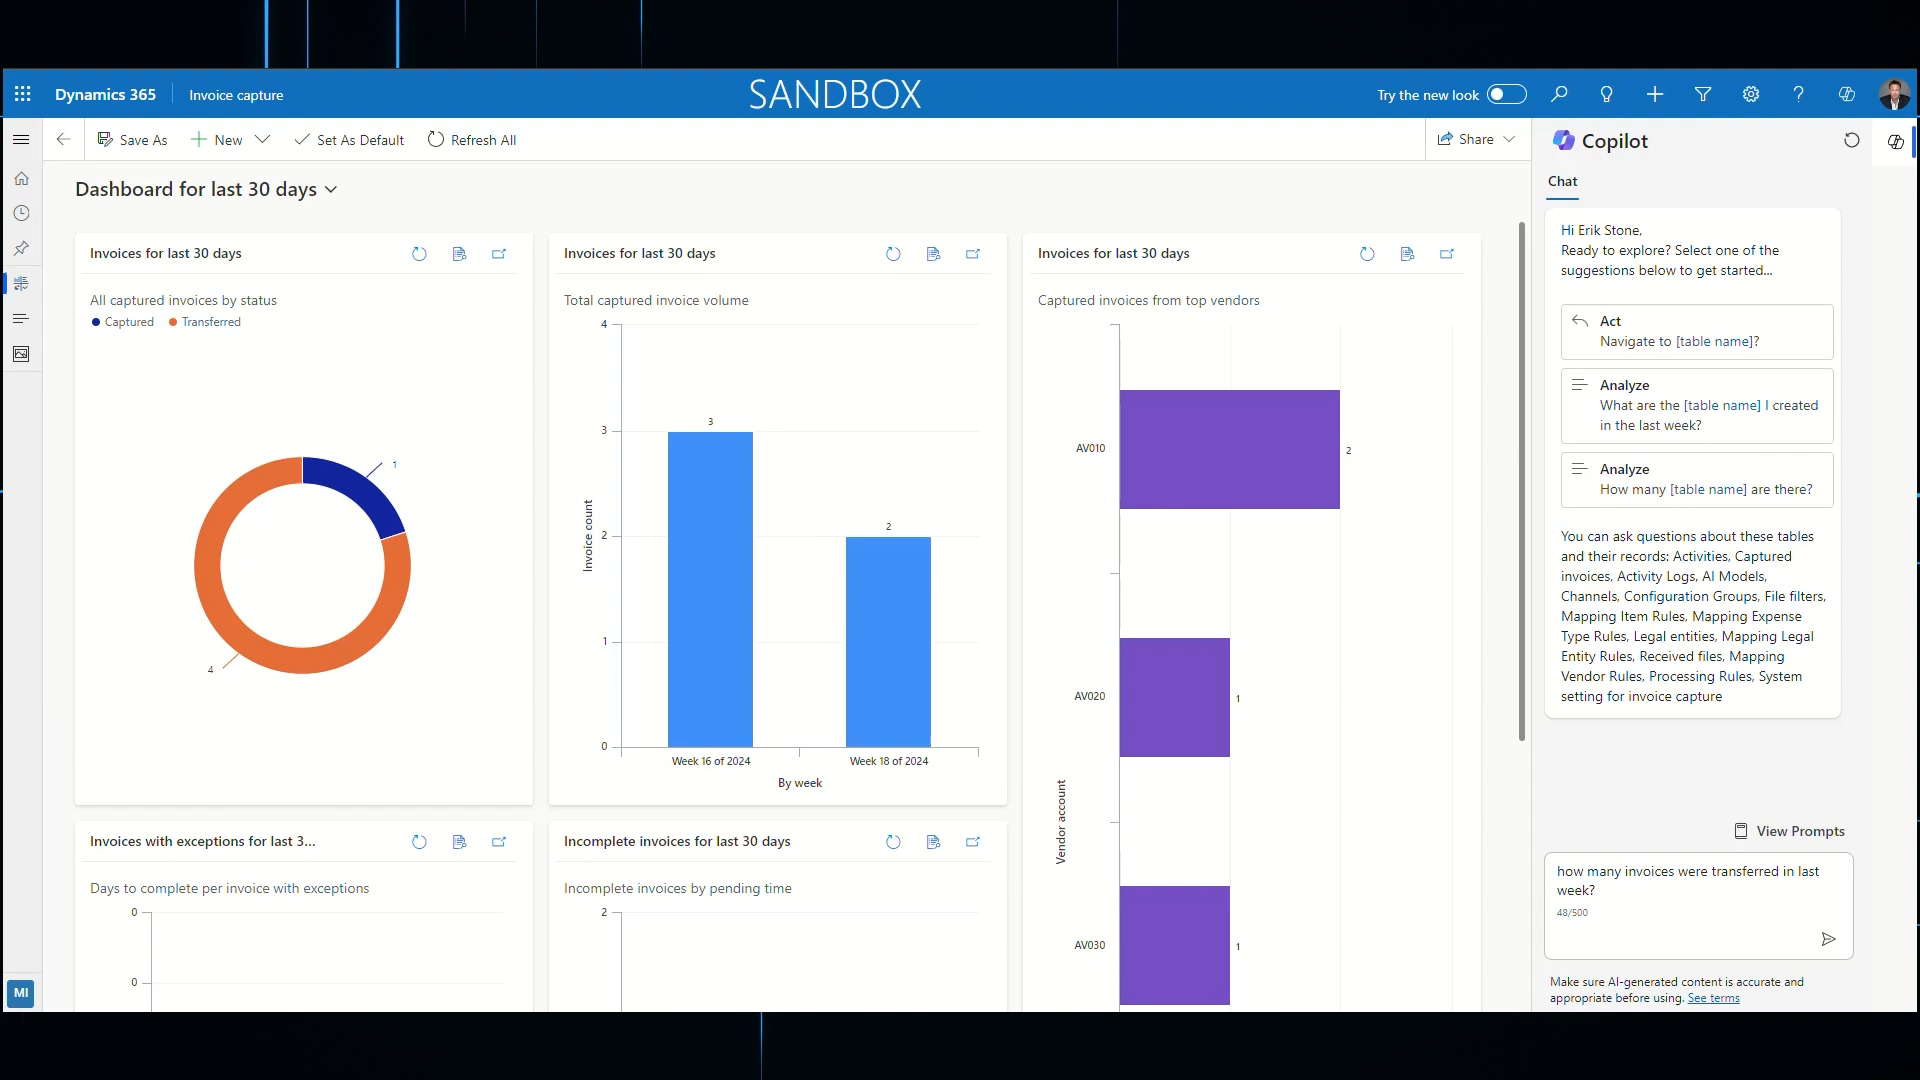 Dynamics 365
Invoice capture
SANDBOX
Try the new look
Save As
New
Set As Default
Refresh All
Share
Dashboard for last 30 days
Invoices for last 30 days
All captured invoices by status
Captured
Transferred
1
4
Invoices for last 30 days
Total captured invoice volume
4
3
2
1
0
Invoice count
3
2
Week 16 of 2024
Week 18 of 2024
By week
Invoices for last 30 days
Captured invoices from top vendors
AV010
2
AV020
1
Vendor account
AV030
1
Invoices with exceptions for last 3...
Days to complete per invoice with exceptions
0
0
Incomplete invoices for last 30 days
Incomplete invoices by pending time
2
MI
Copilot
Chat
Hi Erik Stone,
Ready to explore? Select one of the
suggestions below to get started...
Act
Navigate to [table name]?
Analyze
What are the [table name] I created
in the last week?
Analyze
How many [table name] are there?
You can ask questions about these tables
and their records: Activities, Captured
invoices, Activity Logs, AI Models,
Channels, Configuration Groups, File filters,
Mapping Item Rules, Mapping Expense
Type Rules, Legal entities, Mapping Legal
Entity Rules, Received files, Mapping
Vendor Rules, Processing Rules, System
setting for invoice capture
View Prompts
how many invoices were transferred in last
week?
48/500
Make sure AI-generated content is accurate and
appropriate before using. See terms